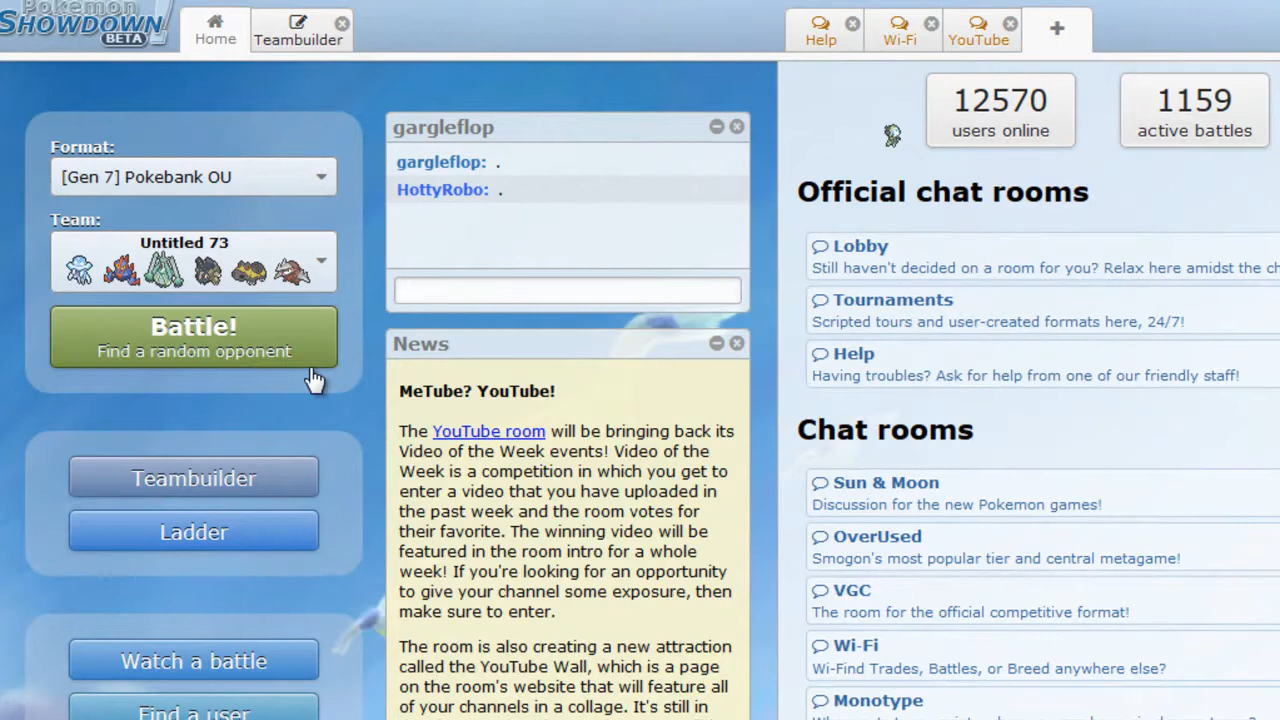 Pokemon
SHOWDOWN!
BETA
Home
Teambuilder
Help
Wi-Fi
YouTube
+
Format:
[Gen 7] Pokebank OU
Team:
Untitled 73
Battle!
Find a random opponent
Teambuilder
Ladder
Watch a battle
Find a user
gargleflop
gargleflop: .
HottyRobo: .
News
MeTube? YouTube!
The YouTube room will be bringing back its
Video of the Week events! Video of the
Week is a competition in which you get to
enter a video that you have uploaded in
the past week and the room votes for
their favorite. The winning video will be
featured in the room intro for a whole
week! If you're looking for an opportunity
to give your channel some exposure, then
make sure to enter.
The room is also creating a new attraction
called the YouTube Wall, which is a page
on the room's website that will feature all
of your channels in a collage. It's still in
12570
users online
1159
active battles
Official chat rooms
Lobby
Still haven't decided on a room for you? Relax here amidst the
Tournaments
Scripted tours and user-created formats here, 24/7!
Help
Having troubles? Ask for help from one of our friendly staff!
Chat rooms
Sun & Moon
Discussion for the new Pokemon games!
OverUsed
Smogon's most popular tier and central metagame!
VGC
The room for the official competitive format!
Wi-Fi
Wi-Find Trades, Battles, or Breed anywhere else?
Monotype